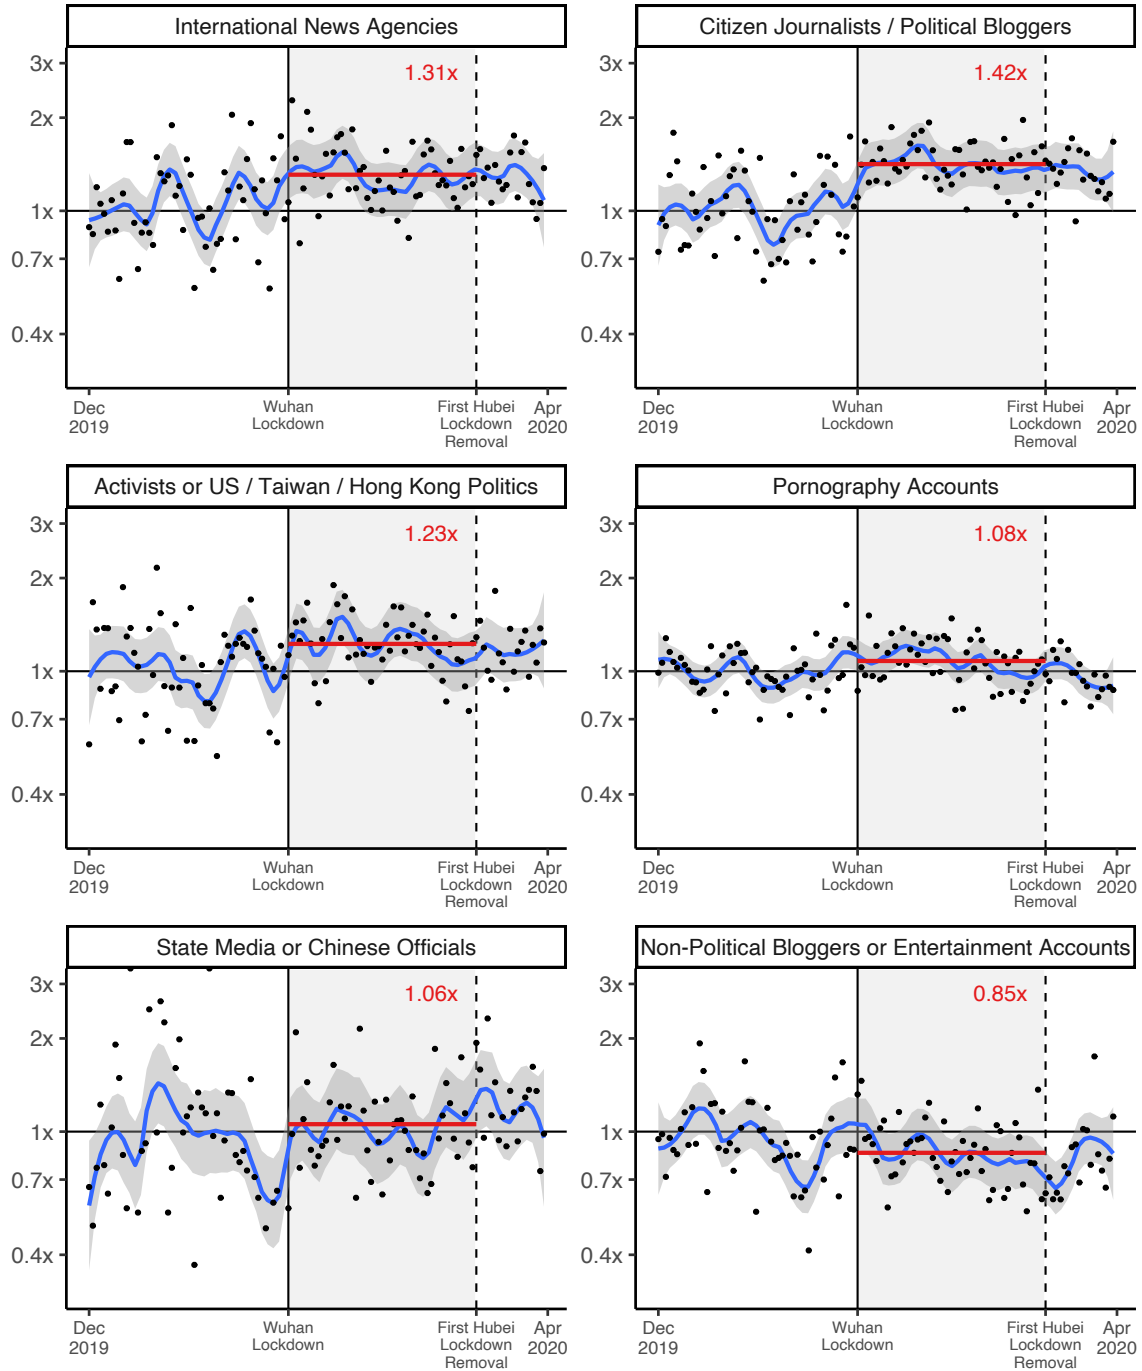 International News Agencies
3x
2x
1x
0.7x
0.4x
1.31x
Dec
2019
Wuhan
Lockdown
First Hubei
Lockdown
Removal
Apr
2020
Citizen Journalists / Political Bloggers
3x
2x
1x
0.7x
0.4x
1.42x
Dec
2019
Wuhan
Lockdown
First Hubei
Lockdown
Removal
Apr
2020
Activists or US / Taiwan / Hong Kong Politics
3x
2x
1x
0.7x
0.4x
1.23x
Dec
2019
Wuhan
Lockdown
First Hubei
Lockdown
Removal
Apr
2020
Pornography Accounts
3x
2x
1x
0.7x
0.4x
1.08x
Dec
2019
Wuhan
Lockdown
First Hubei
Lockdown
Removal
Apr
2020
State Media or Chinese Officials
3x
2x
1x
0.7x
0.4x
1.06x
Dec
2019
Wuhan
Lockdown
First Hubei
Lockdown
Removal
Apr
2020
Non-Political Bloggers or Entertainment Accounts
3x
2x
1x
0.7x
0.4x
0.85x
Dec
2019
Wuhan
Lockdown
First Hubei
Lockdown
Removal
Apr
2020